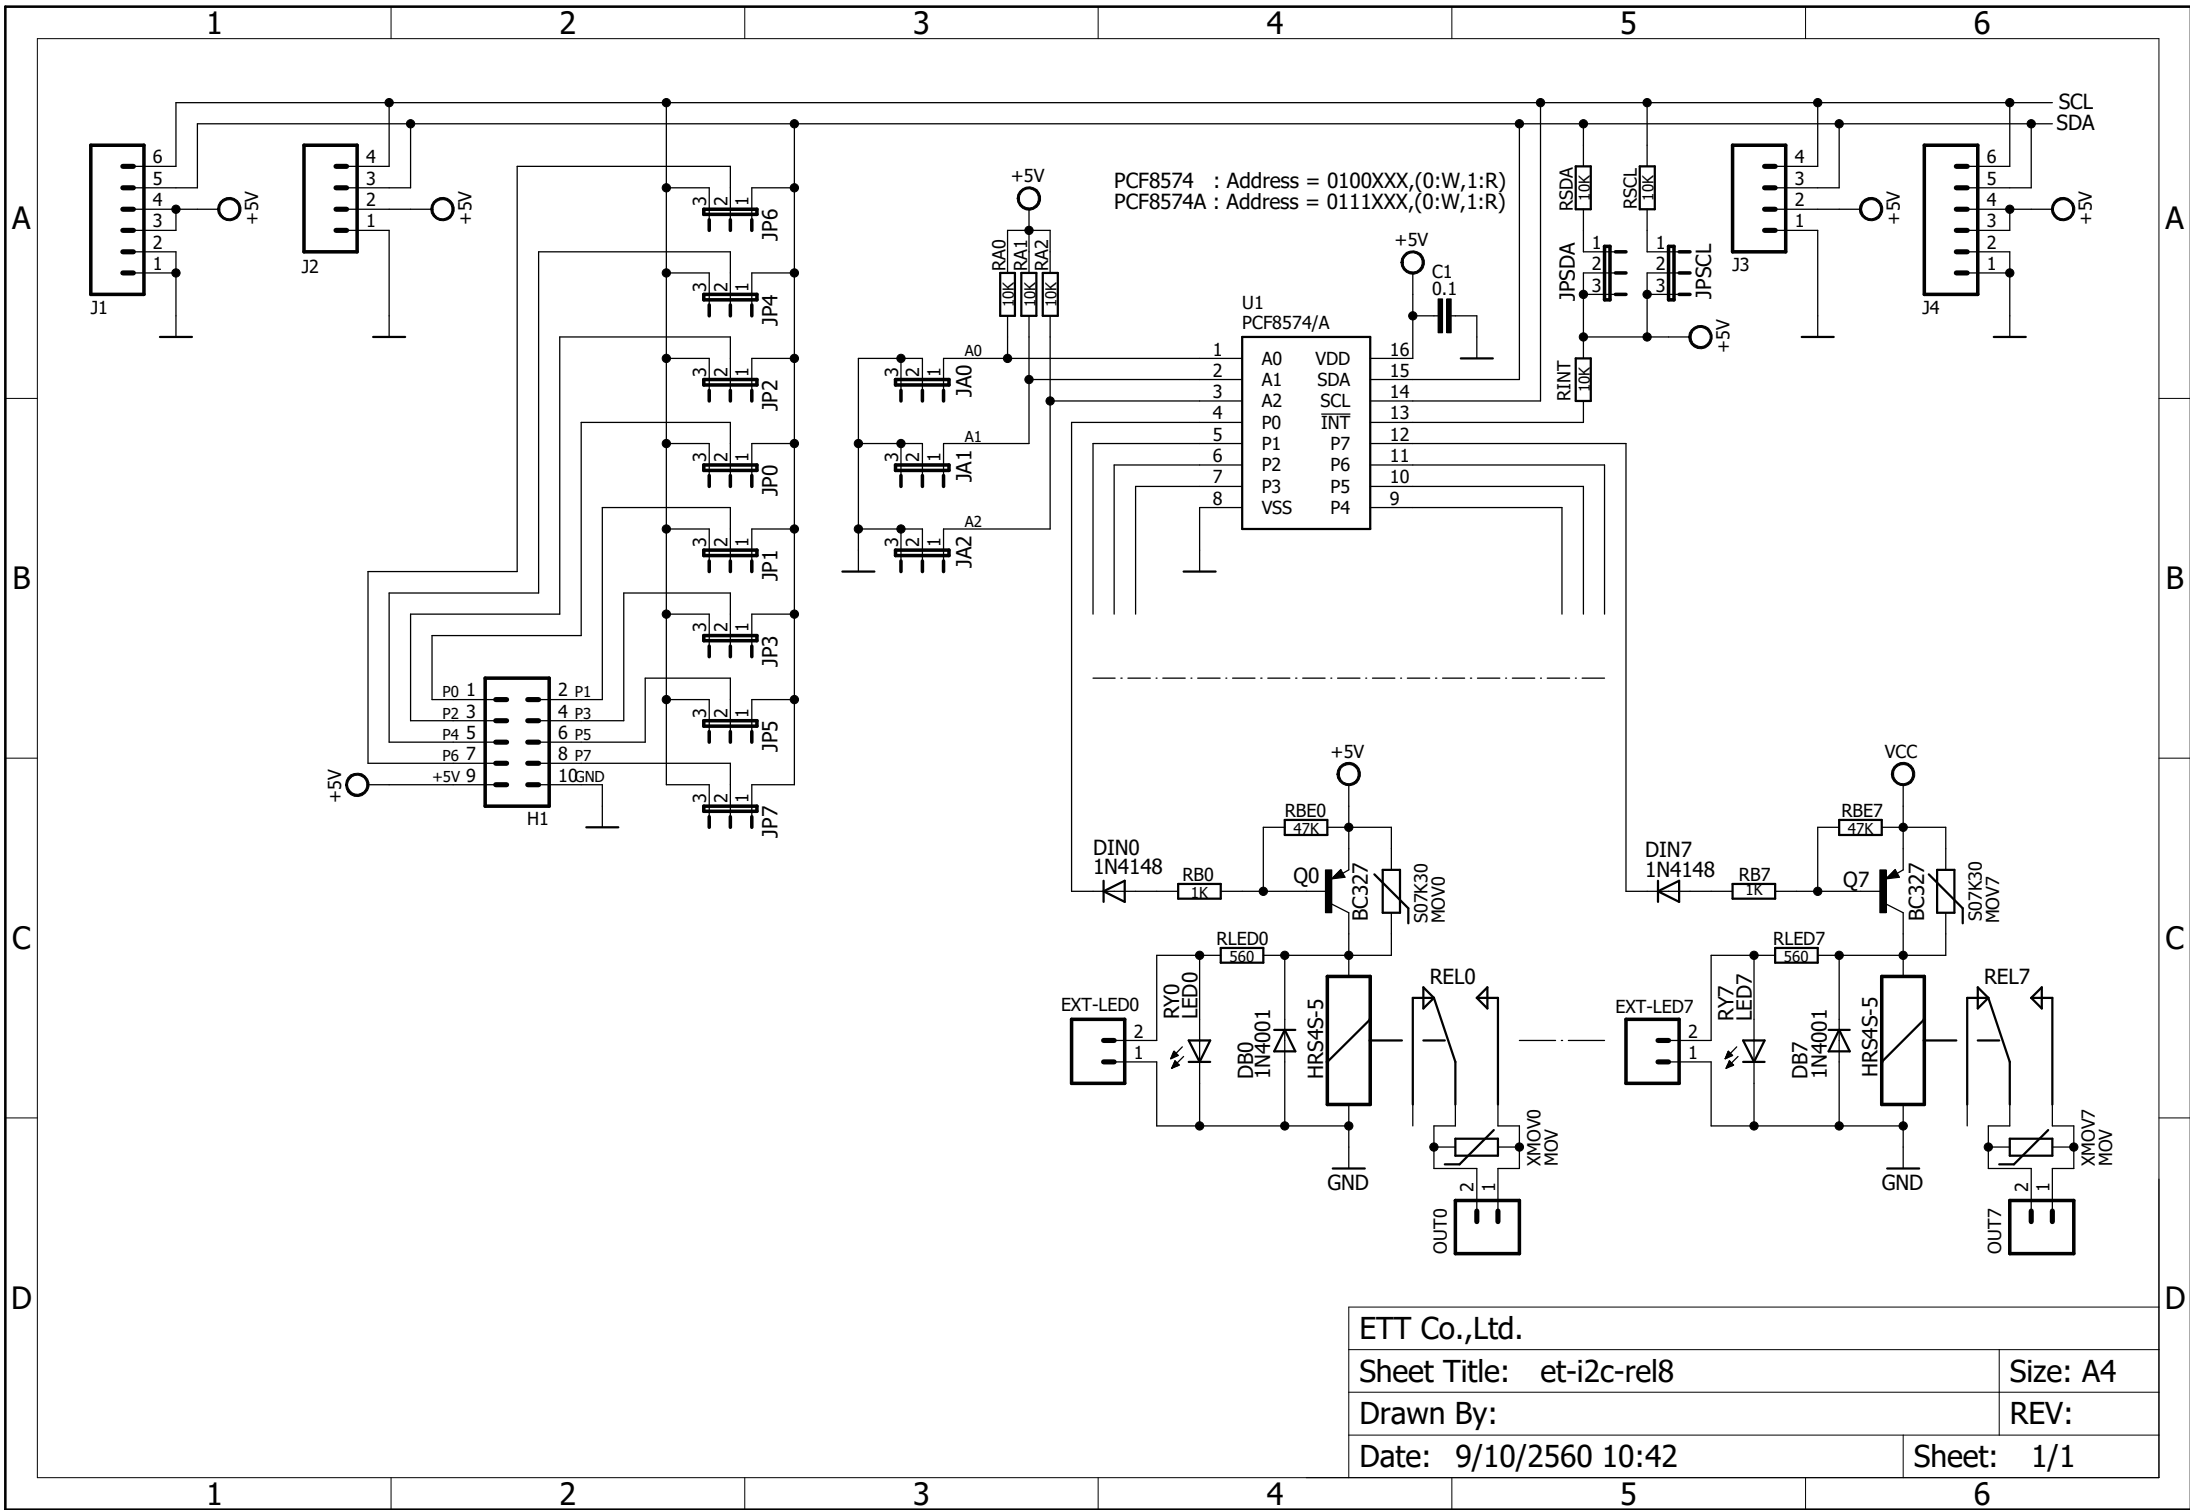 1 2 3 4 5 6
A
B
C
D
A
B
C
D
1 2 3 4 5 6
SCL
SDA
6
5
4
3
2
1
J1
+5V
4
3
2
1
J2
+5V
3 2 1 JP6
3 2 1 JP4
3 2 1 JP2
3 2 1 JP0
3 2 1 JP1
3 2 1 JP3
3 2 1 JP5
3 2 1 JP7
P0 1
P2 3
P4 5
P6 7
+5V 9
2 P1
4 P3
6 P5
8 P7
10 GND
H1
+5V
+5V
RA0 10K
RA1 10K
RA2 10K
A0
3 2 1 JA0
A1
3 2 1 JA1
A2
3 2 1 JA2
PCF8574 : Address = 0100XXX,(0:W,1:R)
PCF8574A : Address = 0111XXX,(0:W,1:R)
+5V
C1
0.1
U1
PCF8574/A
1 A0 VDD 16
2 A1 SDA 15
3 A2 SCL 14
4 P0 INT 13
5 P1 P7 12
6 P2 P6 11
7 P3 P5 10
8 VSS P4 9
RSDA 10K
RSCL 10K
1
2
3
JPSDA
1
2
3
JPSCL
+5V
RINT 10K
4
3
2
1
J3
+5V
6
5
4
3
2
1
J4
+5V
+5V
RBE0
47K
DIN0
1N4148
RB0
1K
Q0
BC327
S07K30
MOV0
RLED0
560
EXT-LED0
2
1
RY0
LED0
DB0
1N4001
HRS4S-5
REL0
GND
XMOV0
MOV
2 1
OUT0
VCC
RBE7
47K
DIN7
1N4148
RB7
1K
Q7
BC327
S07K30
MOV7
RLED7
560
EXT-LED7
2
1
RY7
LED7
DB7
1N4001
HRS4S-5
REL7
GND
XMOV7
MOV
2 1
OUT7
ETT Co.,Ltd.
Sheet Title: et-i2c-rel8 Size: A4
Drawn By: REV:
Date: 9/10/2560 10:42 Sheet: 1/1